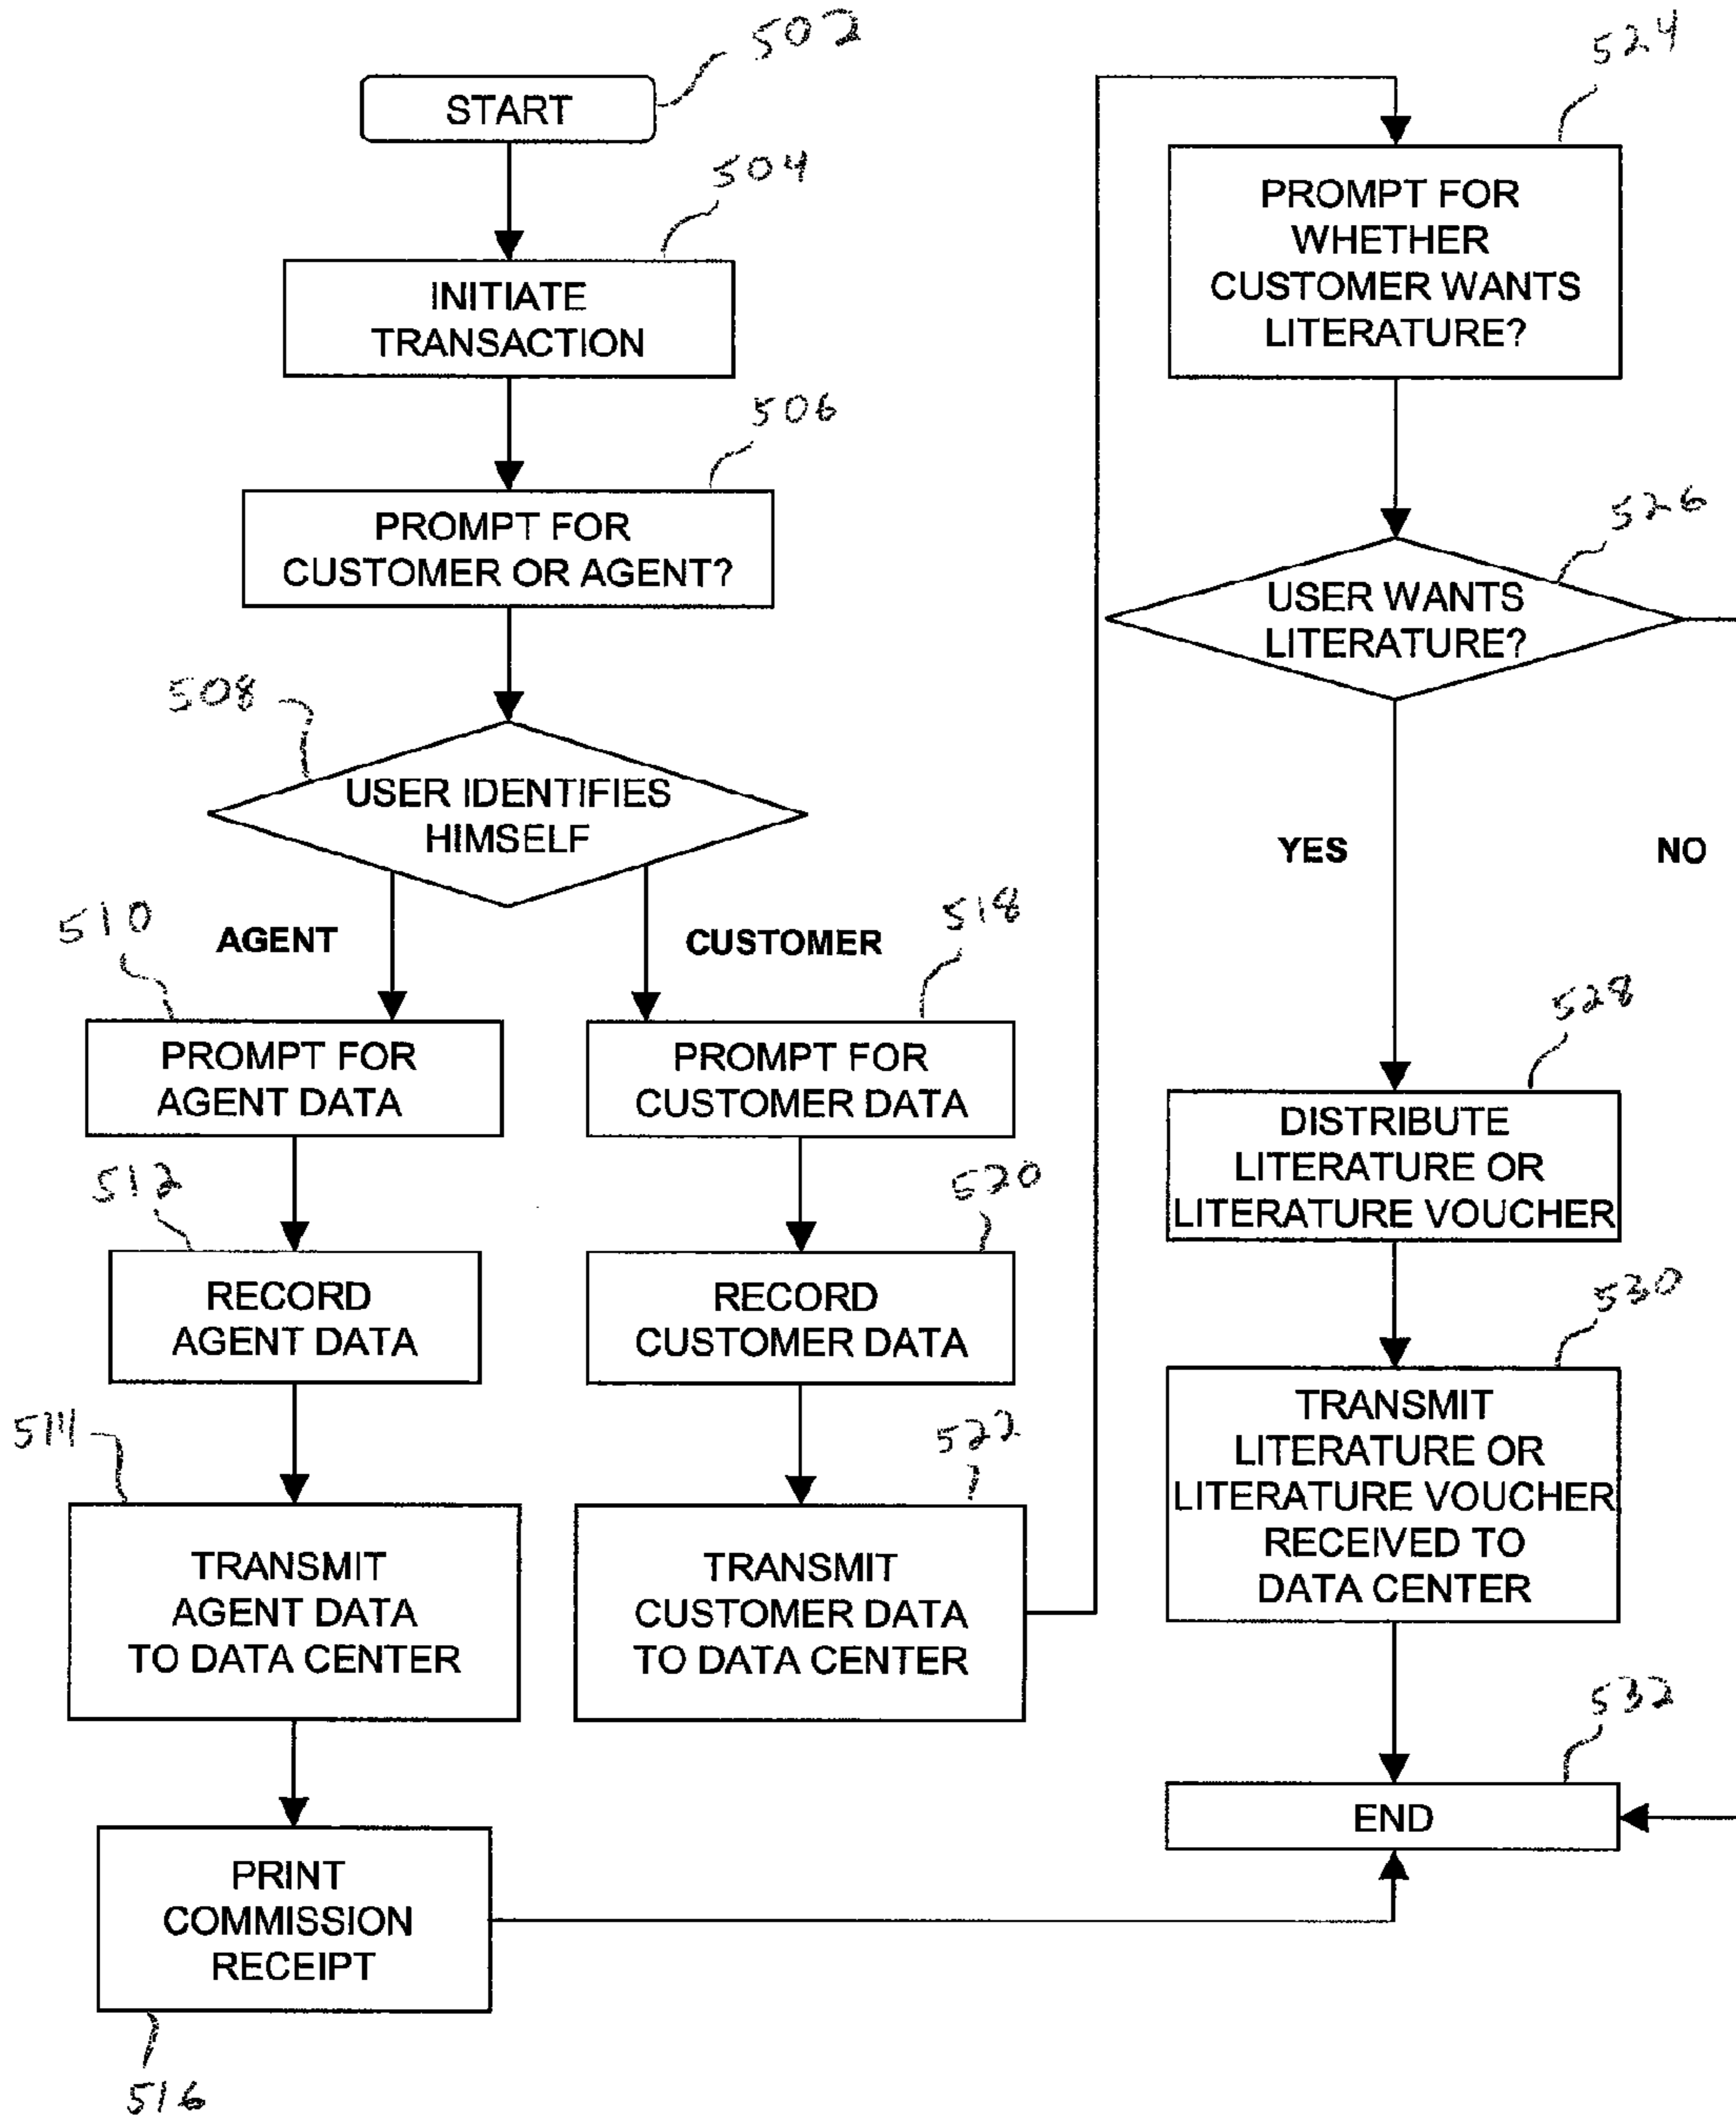 502
START
504
INITIATE
TRANSACTION
506
PROMPT FOR
CUSTOMER OR AGENT?
508
USER IDENTIFIES
HIMSELF
AGENT
CUSTOMER
510
PROMPT FOR
AGENT DATA
512
RECORD
AGENT DATA
514
TRANSMIT
AGENT DATA
TO DATA CENTER
PRINT
COMMISSION
RECEIPT
516
518
PROMPT FOR
CUSTOMER DATA
520
RECORD
CUSTOMER DATA
522
TRANSMIT
CUSTOMER DATA
TO DATA CENTER
524
PROMPT FOR
WHETHER
CUSTOMER WANTS
LITERATURE?
526
USER WANTS
LITERATURE?
YES
NO
528
DISTRIBUTE
LITERATURE OR
LITERATURE VOUCHER
530
TRANSMIT
LITERATURE OR
LITERATURE VOUCHER
RECEIVED TO
DATA CENTER
532
END